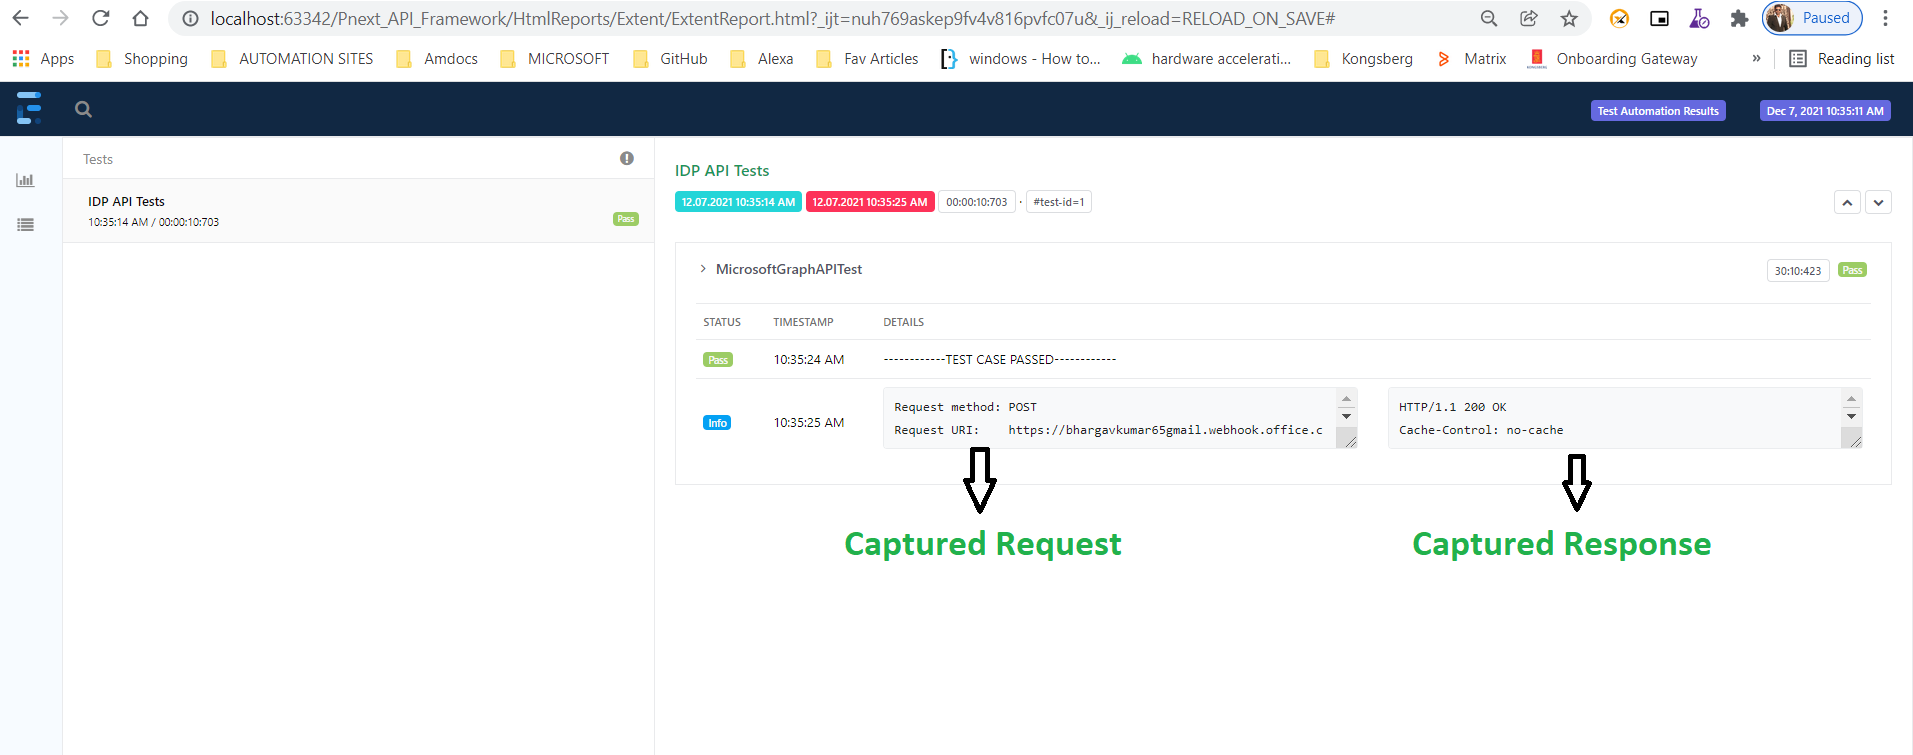 localhost:63342/Pnext_API_Framework/HtmlReports/Extent/ExtentReport.html?_ijt=nuh769askep9fv4v816pvfc07u&_ij_reload=RELOAD_ON_SAVE#
Paused
Apps Shopping AUTOMATION SITES Amdocs MICROSOFT GitHub Alexa Fav Articles windows - How to... hardware accelerati... Kongsberg Matrix Onboarding Gateway » Reading list
Test Automation Results Dec 7, 2021 10:35:11 AM
Tests
IDP API Tests
10:35:14 AM / 00:00:10:703
Pass
IDP API Tests
12.07.2021 10:35:14 AM 12.07.2021 10:35:25 AM 00:00:10:703 · #test-id=1
MicrosoftGraphAPITest 30:10:423 Pass
STATUS TIMESTAMP DETAILS
Pass 10:35:24 AM ------------TEST CASE PASSED------------
Info 10:35:25 AM
Request method: POST
Request URI: https://bhargavkumar65gmail.webhook.office.c
HTTP/1.1 200 OK
Cache-Control: no-cache
Captured Request
Captured Response